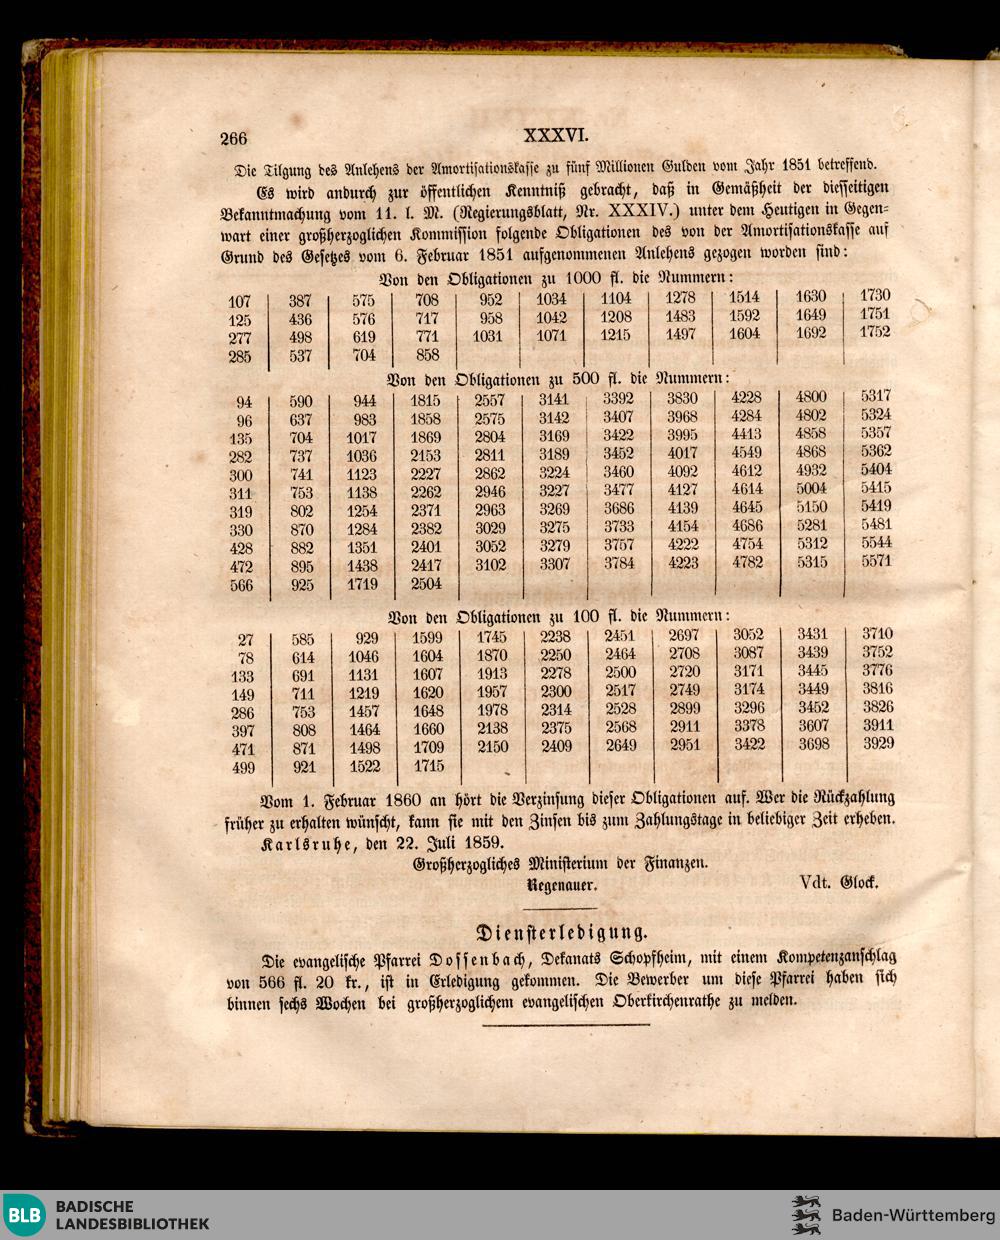 266 XXXVI.
Die Tilgung des Anlehens der Amortisationskasse zu fünf Millionen Gulden vom Jahr 1851 betreffend.
Es wird andurch zur öffentlichen Kenntniß gebracht, daß in Gemäßheit der diesseitigen
Bekanntmachung vom 11. l. M. (Regierungsblatt, Nr. XXXIV.) unter dem Heutigen in Gegen=
wart einer großherzoglichen Kommission folgende Obligationen des von der Amortisationskasse auf
Grund des Gesetzes vom 6. Februar 1851 aufgenommenen Anlehens gezogen worden sind:
Von den Obligationen zu 1000 fl. die Nummern:
107 387 575 708 952 1034 1104 1278 1514 1630 1730
125 436 576 717 958 1042 1208 1483 1592 1649 1751
277 498 619 771 1031 1071 1215 1497 1604 1692 1752
285 537 704 858
Von den Obligationen zu 500 fl. die Nummern:
94 590 944 1815 2557 3141 3392 3830 4228 4800 5317
96 637 983 1858 2575 3142 3407 3968 4284 4802 5324
135 704 1017 1869 2804 3169 3422 3995 4413 4858 5357
282 737 1036 2153 2811 3189 3452 4017 4549 4868 5362
300 741 1123 2227 2862 3224 3460 4092 4612 4932 5404
311 753 1138 2262 2946 3227 3477 4127 4614 5004 5415
319 802 1254 2371 2963 3269 3686 4139 4645 5150 5419
330 870 1284 2382 3029 3275 3733 4154 4686 5281 5481
428 882 1351 2401 3052 3279 3757 4222 4754 5312 5544
472 895 1438 2417 3102 3307 3784 4223 4782 5315 5571
566 925 1719 2504
Von den Obligationen zu 100 fl. die Nummern:
27 585 929 1599 1745 2238 2451 2697 3052 3431 3710
78 614 1046 1604 1870 2250 2464 2708 3087 3439 3752
133 691 1131 1607 1913 2278 2500 2720 3171 3445 3776
149 711 1219 1620 1957 2300 2517 2749 3174 3449 3816
286 753 1457 1648 1978 2314 2528 2899 3296 3452 3826
397 808 1464 1660 2138 2375 2568 2911 3378 3607 3911
471 871 1498 1709 2150 2409 2649 2951 3422 3698 3929
499 921 1522 1715
Vom 1. Februar 1860 an hört die Verzinsung dieser Obligationen auf. Wer die Rückzahlung
früher zu erhalten wünscht, kann sie mit den Zinsen bis zum Zahlungstage in beliebiger Zeit erheben.
Karlsruhe, den 22. Juli 1859.
Großherzogliches Ministerium der Finanzen.
Regenauer. Vdt. Glock.
Diensterledigung.
Die evangelische Pfarrei Dossenbach, Dekanats Schopfheim, mit einem Kompetenzanschlag
von 566 fl. 20 kr., ist in Erledigung gekommen. Die Bewerber um diese Pfarrei haben sich
binnen sechs Wochen bei großherzoglichem evangelischen Oberkirchenrathe zu melden.
BLB BADISCHE
LANDESBIBLIOTHEK
Baden-Württemberg